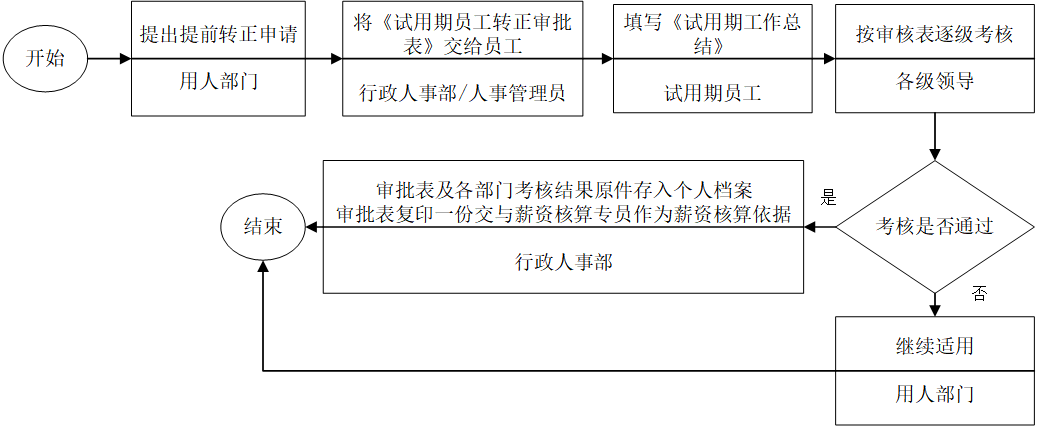 开始
提出提前转正申请
用人部门
将《试用期员工转正审批
表》交给员工
行政人事部/人事管理员
填写《试用期工作总
结》
试用期员工
按审核表逐级考核
各级领导
考核是否通过
是
审批表及各部门考核结果原件存入个人档案
审批表复印一份交与薪资核算专员作为薪资核算依据
行政人事部
结束
否
继续适用
用人部门